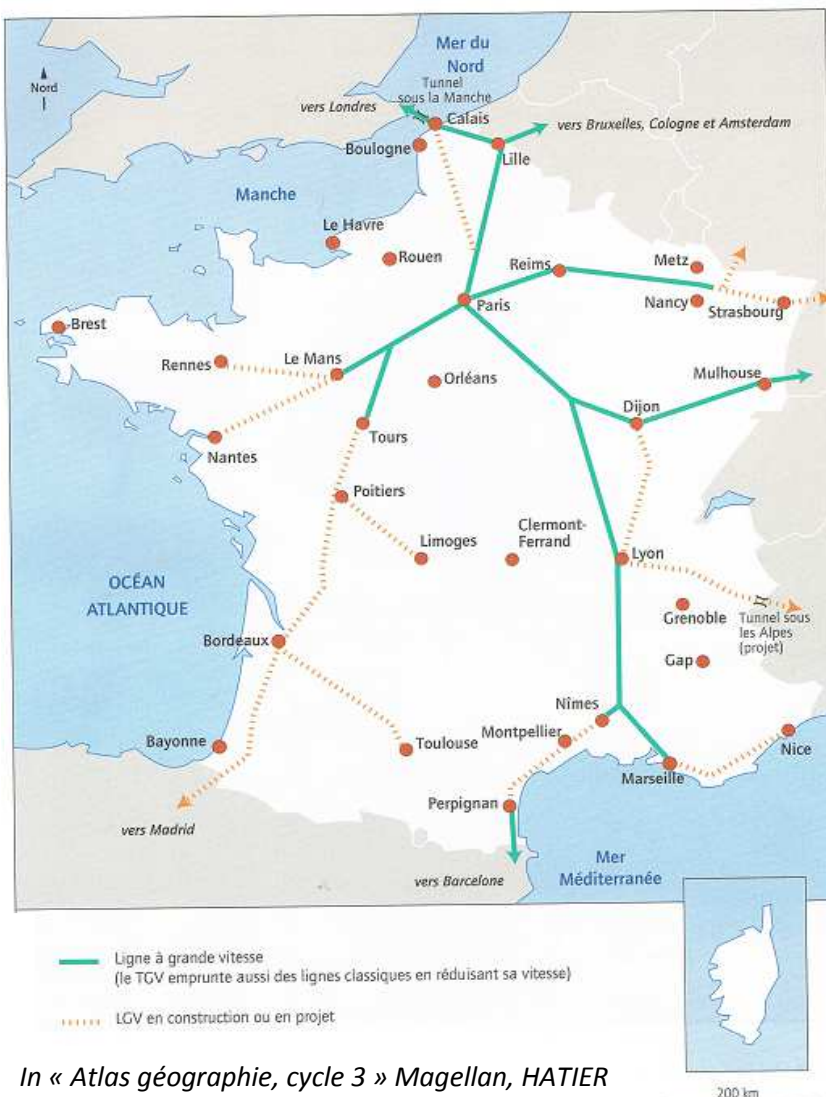 Mer du
Nord
Nord
Tunnel
sous la Manche
vers Londres
Calais
vers Bruxelles, Cologne et Amsterdam
Boulogne
Lille
Manche
Le Havre
Rouen
Reims
Metz
Paris
Nancy
Strasbourg
Brest
Rennes
Le Mans
Orléans
Mulhouse
Dijon
Tours
Nantes
Poitiers
Limoges
Clermont-
Ferrand
Lyon
OCÉAN
ATLANTIQUE
Grenoble
Tunnel sous
les Alpes
(projet)
Bordeaux
Gap
Nîmes
Montpellier
Bayonne
Toulouse
Marseille
Nice
Perpignan
vers Madrid
vers Barcelone
Mer
Méditerranée
Ligne à grande vitesse
(le TGV emprunte aussi des lignes classiques en réduisant sa vitesse)
LGV en construction ou en projet
In « Atlas géographie, cycle 3 » Magellan, HATIER
200 km